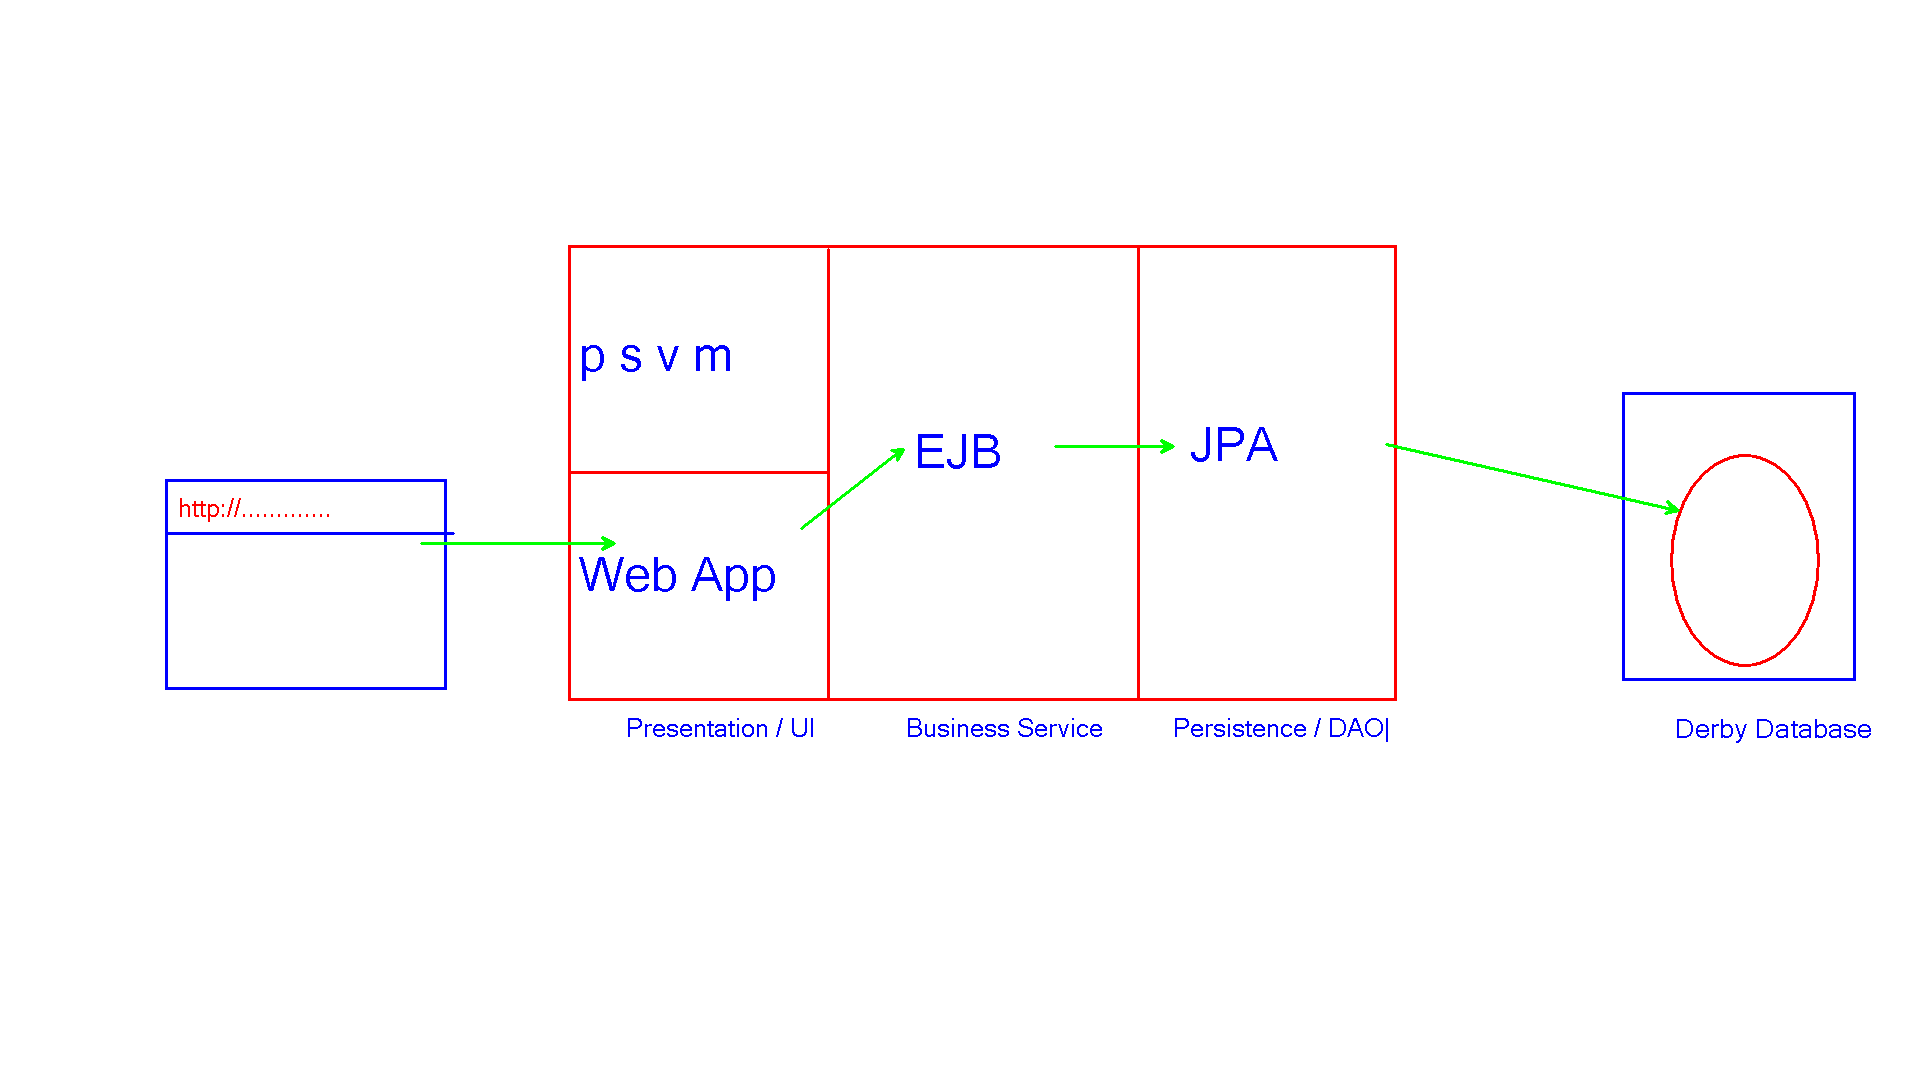 p s v m
EJB
JPA
http://.............
Web App
Presentation / UI
Business Service
Persistence / DAO|
Derby Database